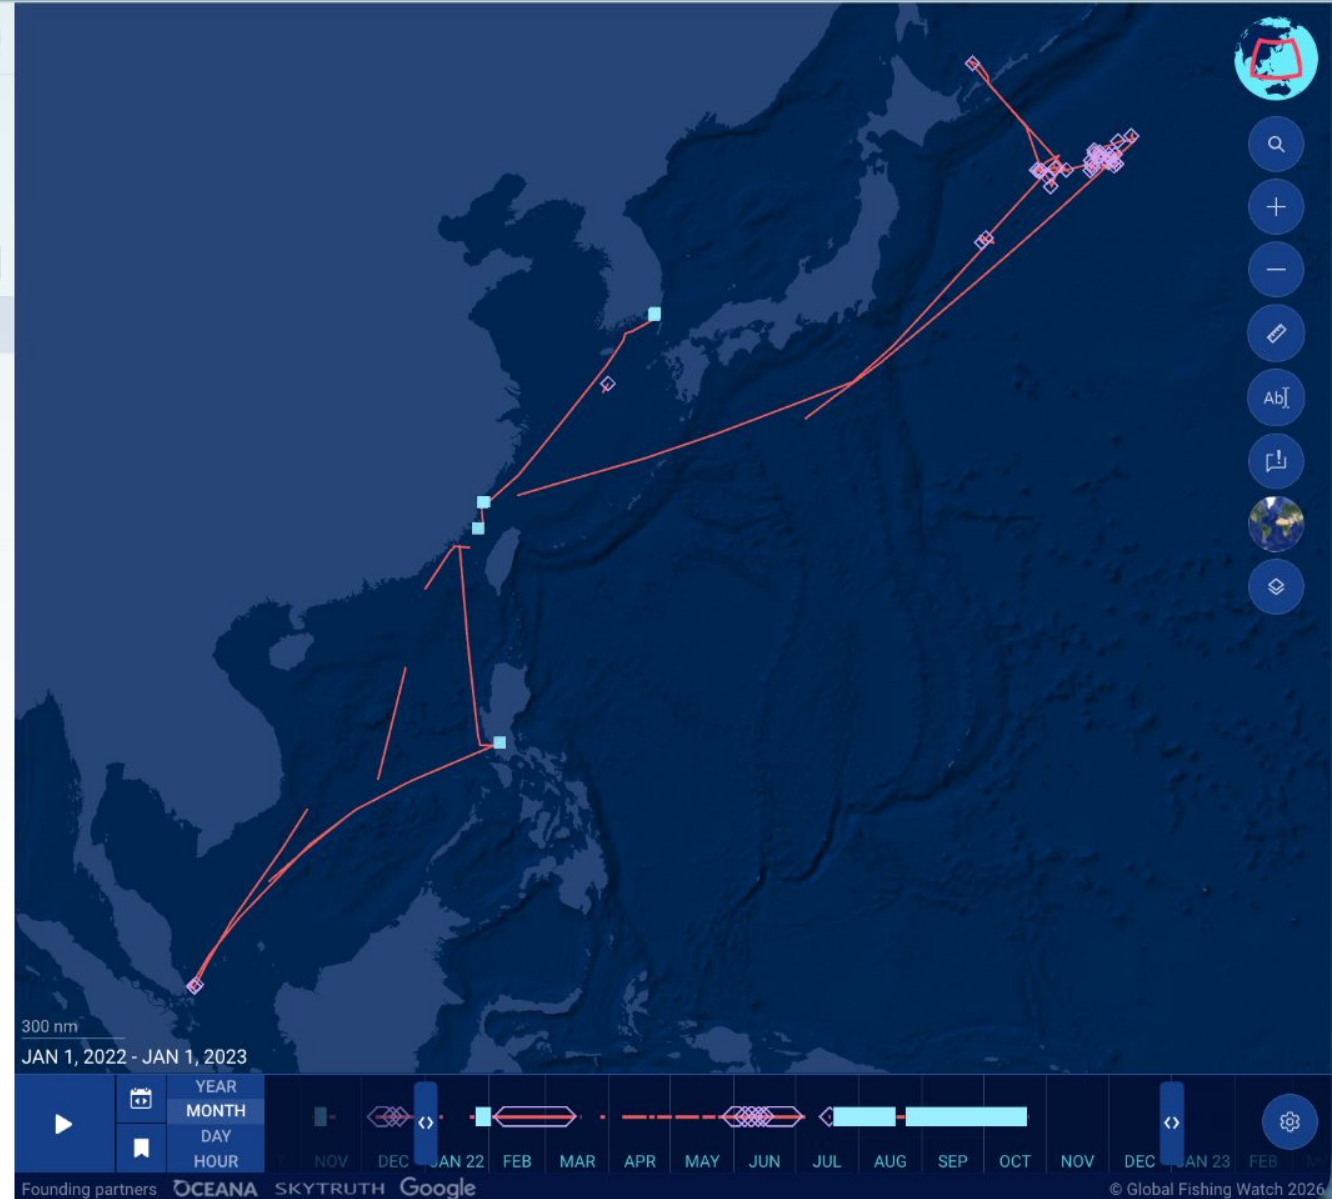 Ab
300 nm
JAN 1, 2022 - JAN 1, 2023
YEAR
MONTH
DAY
HOUR
NOV DEC JAN 22 FEB MAR APR MAY JUN JUL AUG SEP OCT NOV DEC JAN 23 FEB
Founding partners OCEANA SKYTRUTH Google
© Global Fishing Watch 2026